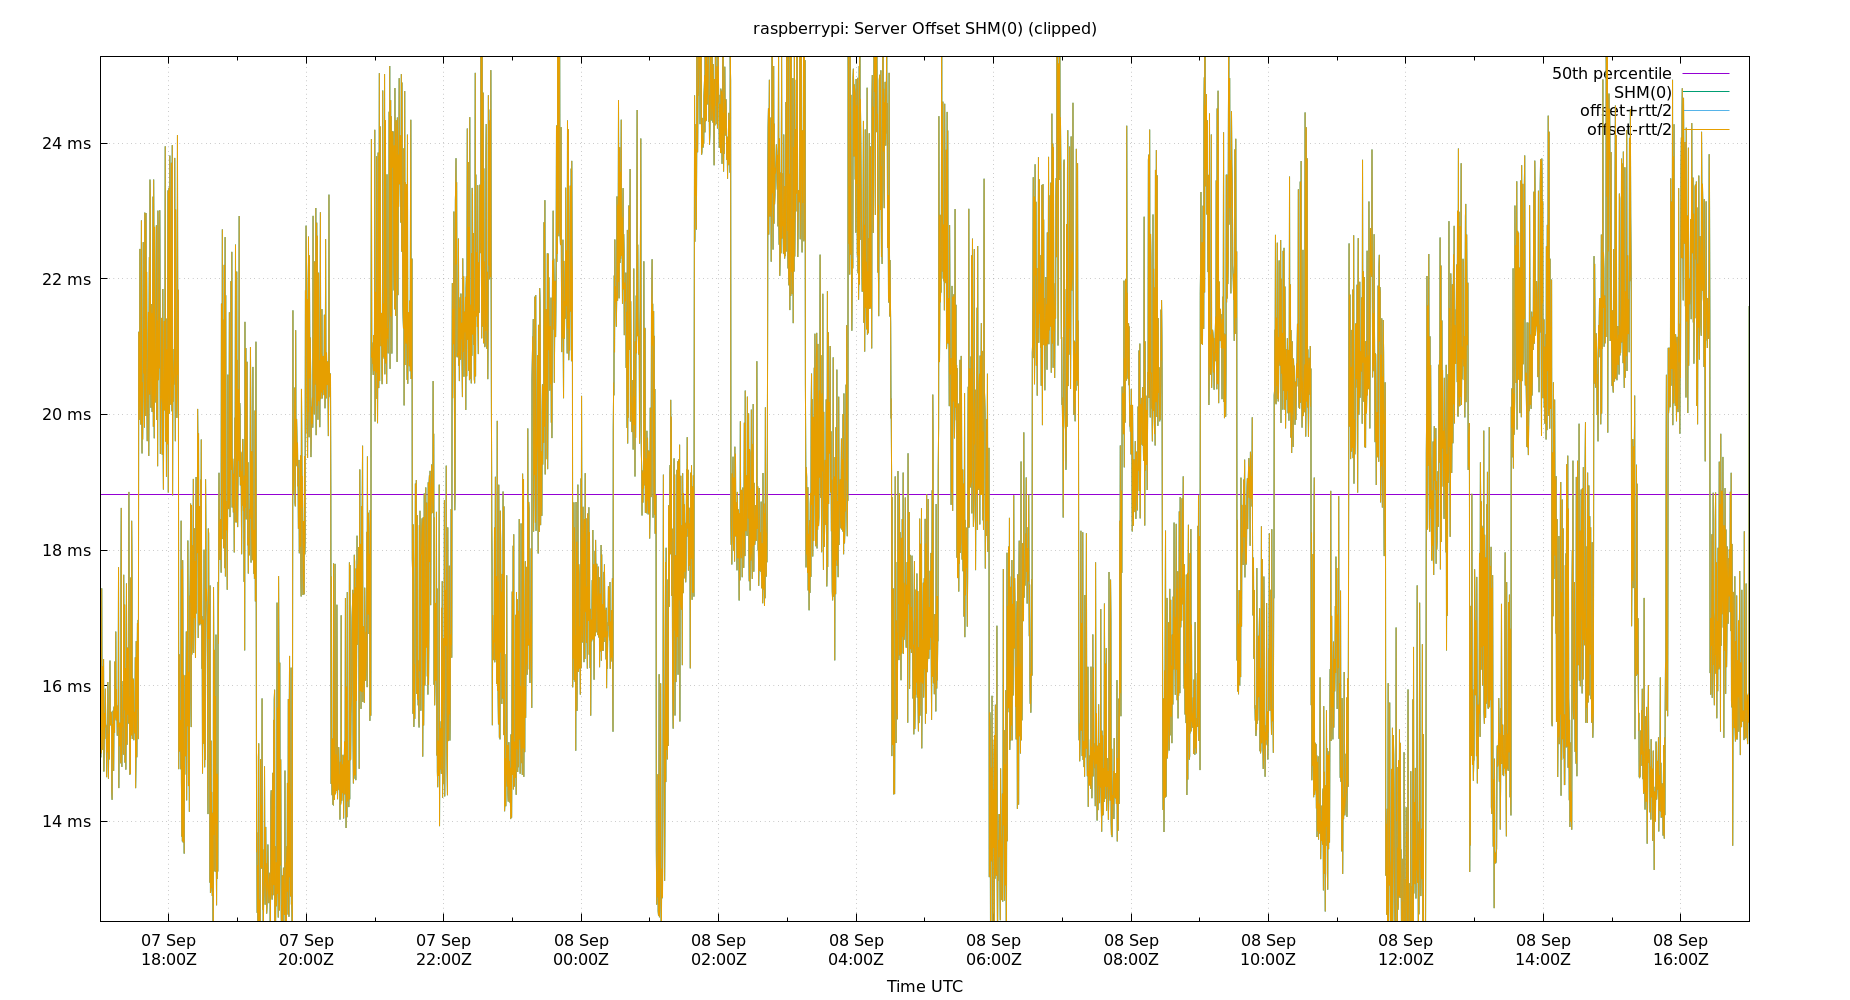 raspberrypi: Server Offset SHM(0) (clipped)
50th percentile
SHM(0)
offset+rtt/2
offset-rtt/2
24 ms
22 ms
20 ms
18 ms
16 ms
14 ms
07 Sep 07 Sep 07 Sep 08 Sep 08 Sep 08 Sep 08 Sep 08 Sep 08 Sep 08 Sep 08 Sep 08 Sep
18:00Z 20:00Z 22:00Z 00:00Z 02:00Z 04:00Z 06:00Z 08:00Z 10:00Z 12:00Z 14:00Z 16:00Z
Time UTC